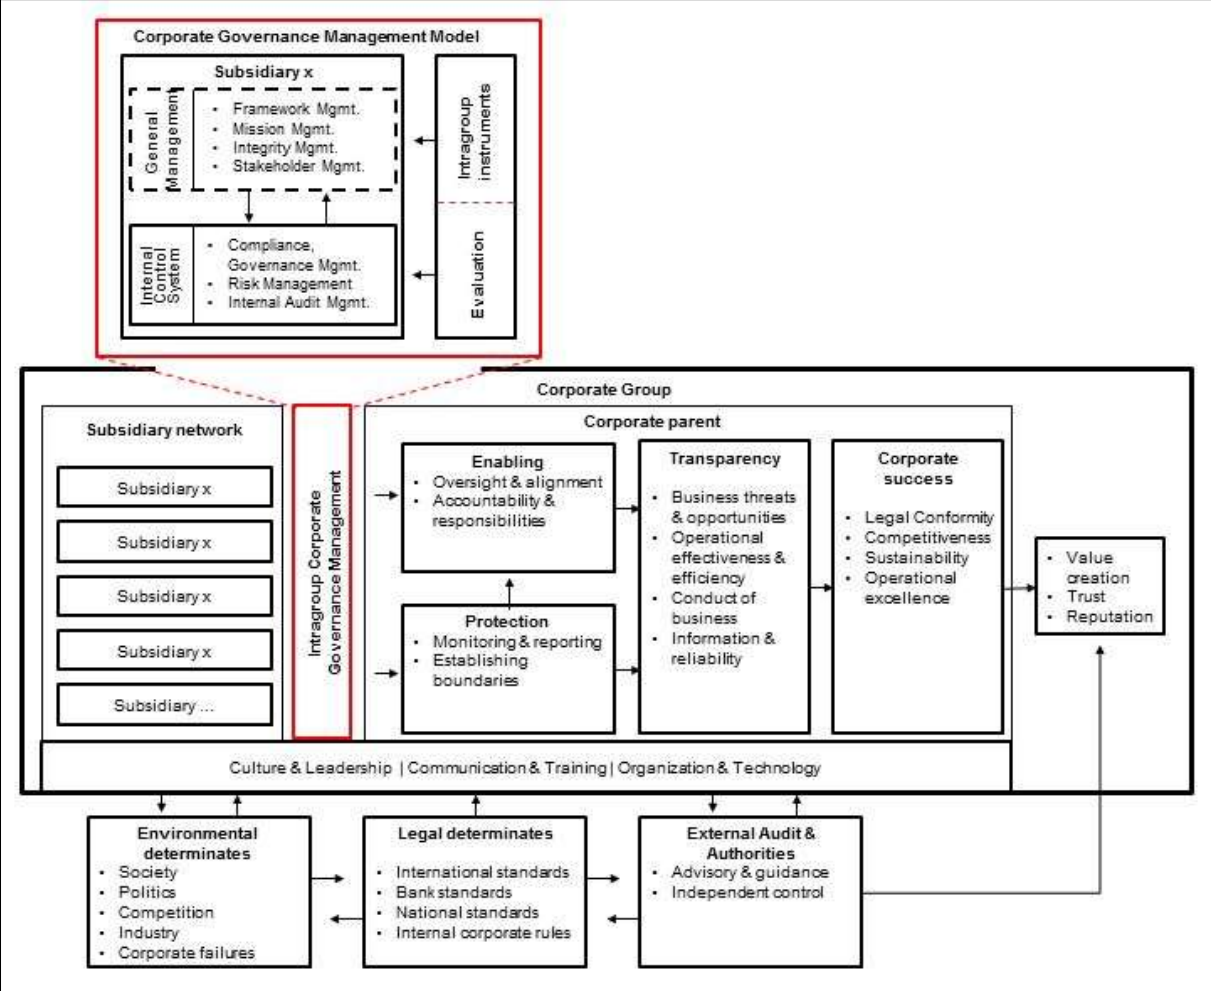 Corporate Governance Management Model
Subsidiary x
General
Management
• Framework Mgmt.
• Mission Mgmt.
• Integrity Mgmt.
• Stakeholder Mgmt.
Internal
Control
System
• Compliance,
Governance Mgmt.
• Risk Management
• Internal Audit Mgmt.
Intragroup
instruments
Evaluation
Corporate Group
Subsidiary network
Subsidiary x
Subsidiary x
Subsidiary x
Subsidiary x
Subsidiary ...
Intragroup Corporate
Governance Management
Corporate parent
Enabling
• Oversight & alignment
• Accountability &
responsibilities
Protection
• Monitoring & reporting
• Establishing
boundaries
Transparency
• Business threats
& opportunities
• Operational
effectiveness &
efficiency
• Conduct of
business
• Information &
reliability
Corporate
success
• Legal Conformity
• Competitiveness
• Sustainability
• Operational
excellence
• Value
creation
• Trust
• Reputation
Culture & Leadership | Communication & Training | Organization & Technology
Environmental
determinates
• Society
• Politics
• Competition
• Industry
• Corporate failures
Legal determinates
• International standards
• Bank standards
• National standards
• Internal corporate rules
External Audit &
Authorities
• Advisory & guidance
• Independent control